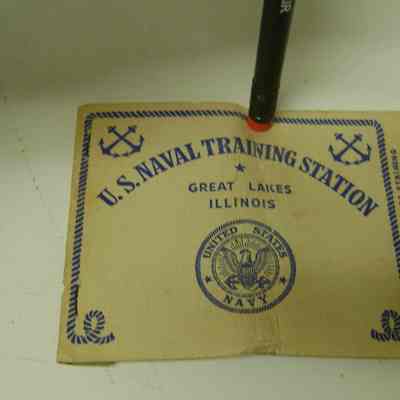 U.S. NAVAL TRAINING STATION
GREAT LAKES
ILLINOIS
UNITED STATES
NAVY